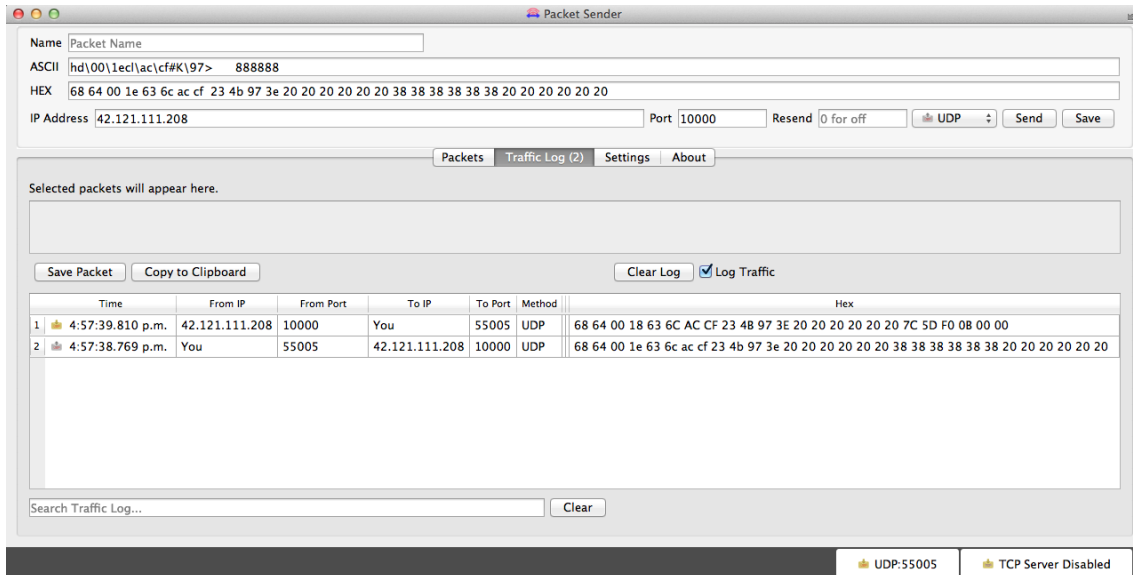 Packet Sender
Name Packet Name
ASCII hd\00\1ecl\ac\cf#K\97>      888888
HEX 68 64 00 1e 63 6c ac cf  23 4b 97 3e 20 20 20 20 20 20 38 38 38 38 38 38 20 20 20 20 20 20
IP Address 42.121.111.208 Port 10000 Resend 0 for off UDP Send Save
Packets Traffic Log (2) Settings About
Selected packets will appear here.
Save Packet Copy to Clipboard Clear Log Log Traffic
Time From IP From Port To IP To Port Method Hex
1 4:57:39.810 p.m. 42.121.111.208 10000 You 55005 UDP 68 64 00 18 63 6C AC CF 23 4B 97 3E 20 20 20 20 20 20 7C 5D F0 0B 00 00
2 4:57:38.769 p.m. You 55005 42.121.111.208 10000 UDP 68 64 00 1e 63 6c ac cf 23 4b 97 3e 20 20 20 20 20 20 38 38 38 38 38 38 20 20 20 20 20 20
Search Traffic Log... Clear
UDP:55005 TCP Server Disabled